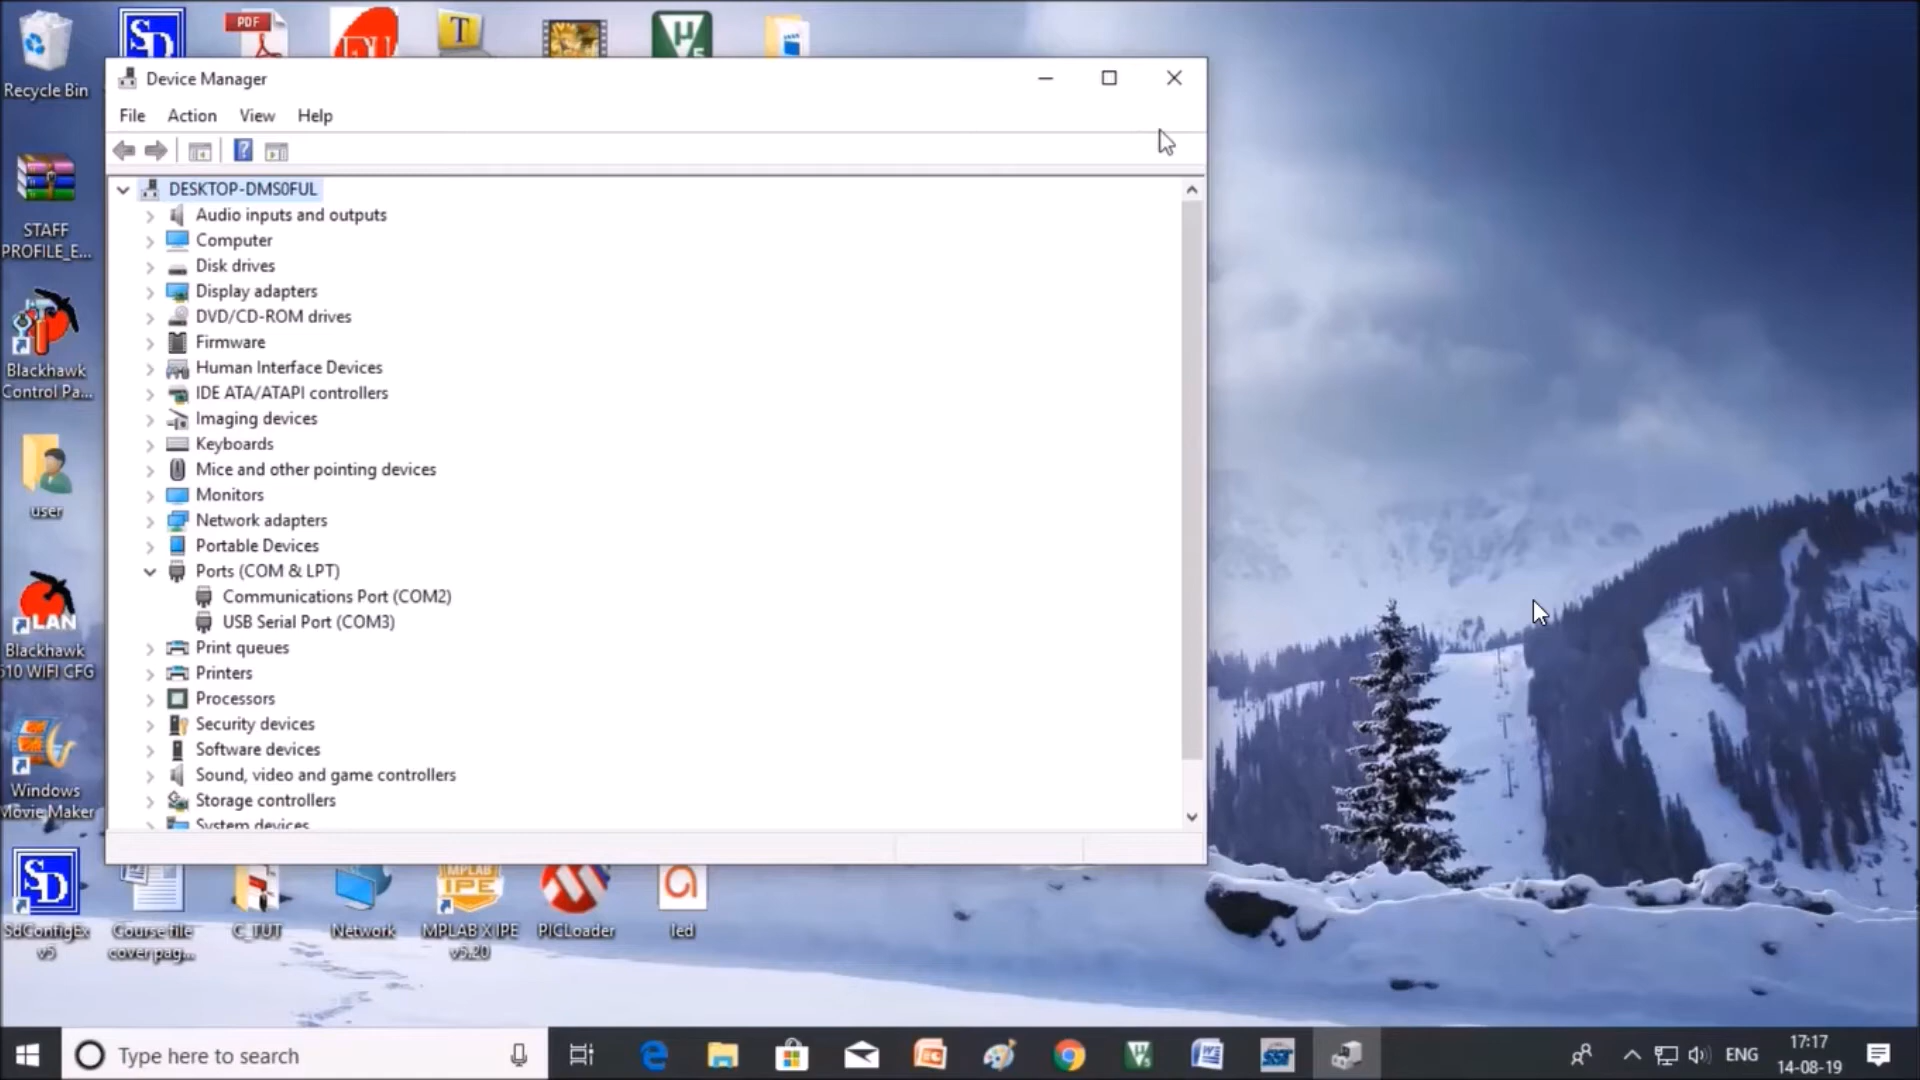 PDF
T
µ
5
Recycle Bin
Device Manager
File Action View Help
DESKTOP-DMS0FUL
Audio inputs and outputs
Computer
Disk drives
Display adapters
DVD/CD-ROM drives
Firmware
Human Interface Devices
IDE ATA/ATAPI controllers
Imaging devices
Keyboards
Mice and other pointing devices
Monitors
Network adapters
Portable Devices
Ports (COM & LPT)
Communications Port (COM2)
USB Serial Port (COM3)
Print queues
Printers
Processors
Security devices
Software devices
Sound, video and game controllers
Storage controllers
System devices
STAFF
PROFILE_E...
Blackhawk
Control Pa...
user
LAN
Blackhawk
510 WIFI CFG
Windows
Movie Maker
SD
SdConfigEx
v5
Course file
cover pag...
C_TUT
Network
MPLAB
IPE
MPLAB X IPE
v5.20
PICLoader
led
Type here to search
ENG
17:17
14-08-19